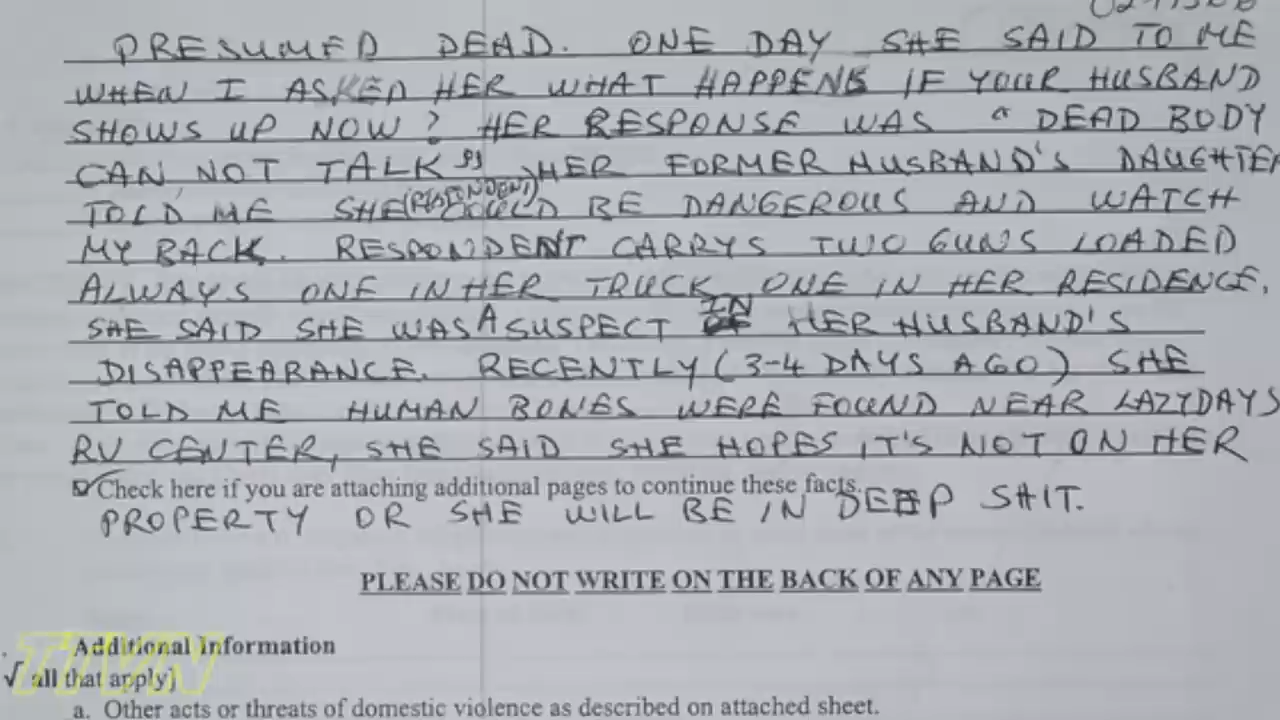 PRESUMED DEAD. ONE DAY SHE SAID TO ME
WHEN I ASKED HER WHAT HAPPENS IF YOUR HUSBAND
SHOWS UP NOW? HER RESPONSE WAS " DEAD BODY
CAN NOT TALK" , HER FORMER HUSBAND'S DAUGHTER
TOLD ME SHE (RESPONDENT) COULD BE DANGEROUS AND WATCH
MY BACK. RESPONDENT CARRYS TWO GUNS LOADED
ALWAYS ONE IN HER TRUCK, ONE IN HER RESIDENCE.
SHE SAID SHE WAS A SUSPECT IN HER HUSBAND'S
DISAPPEARANCE. RECENTLY (3-4 DAYS AGO) SHE
TOLD ME HUMAN BONES WERE FOUND NEAR LAZYDAYS
RV CENTER, SHE SAID SHE HOPES IT'S NOT ON HER
Check here if you are attaching additional pages to continue these facts.
PROPERTY OR SHE WILL BE IN DEEP SHIT.
PLEASE DO NOT WRITE ON THE BACK OF ANY PAGE
Additional Information
√ all that apply)
a. Other acts or threats of domestic violence as described on attached sheet.